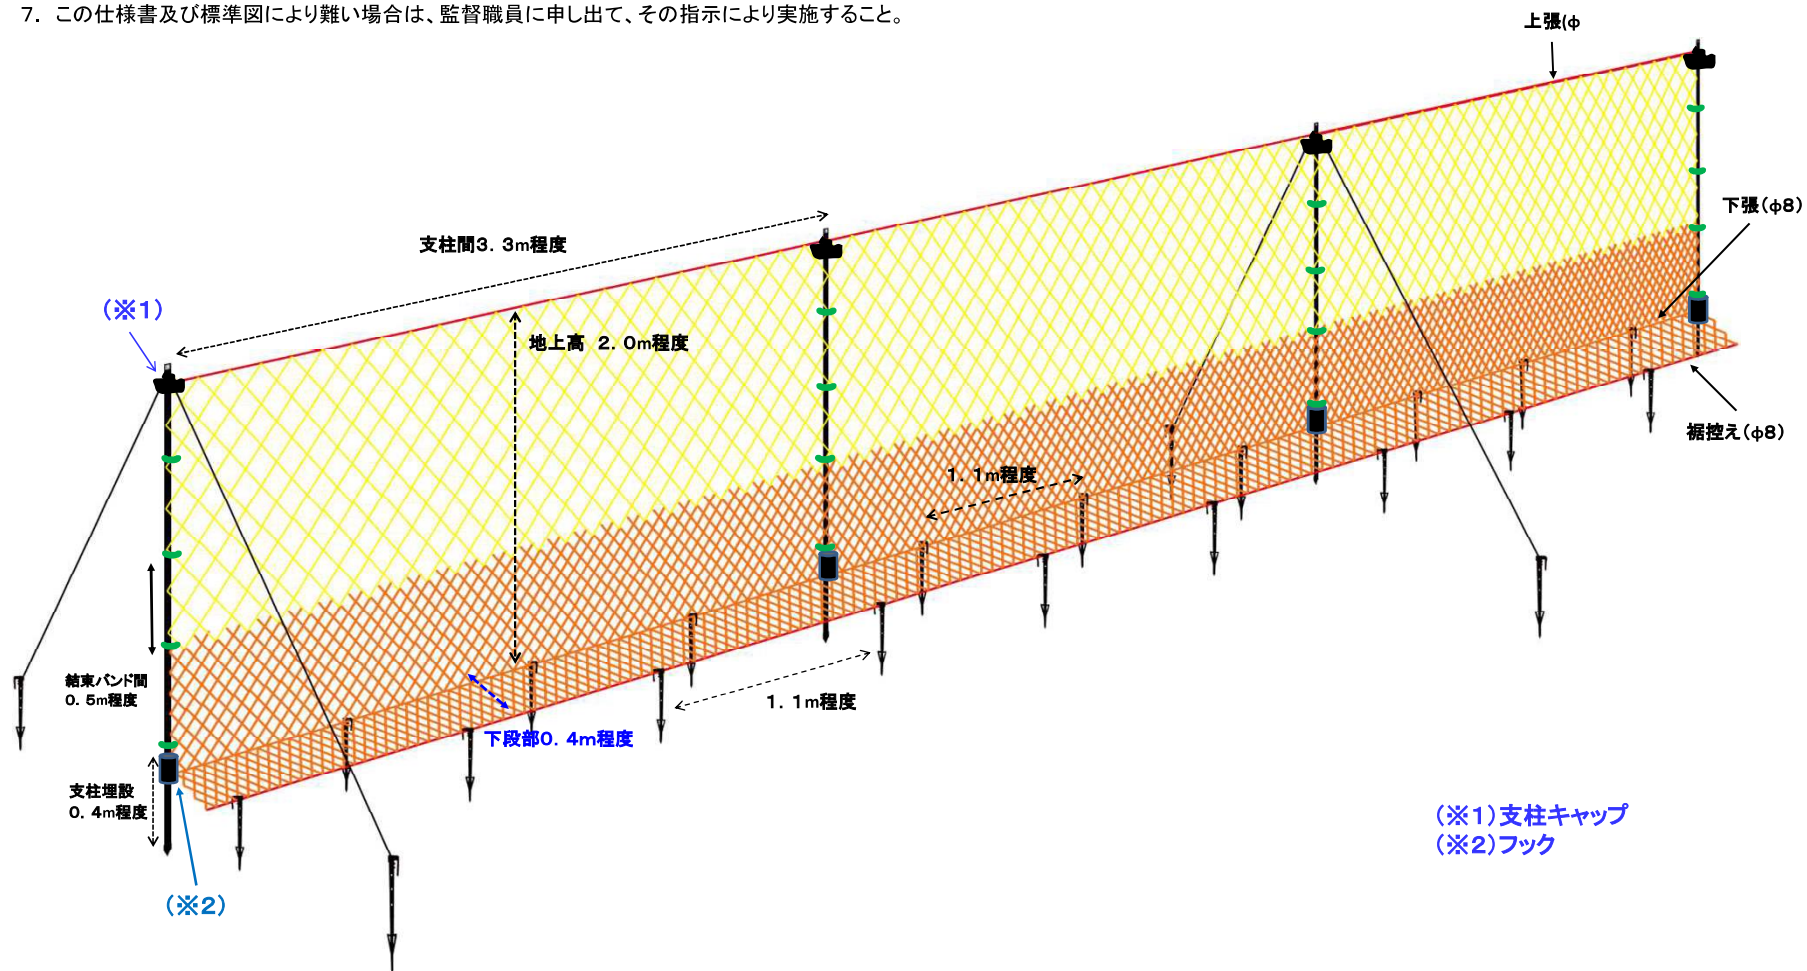 7. この仕様書及び標準図により難い場合は、監督職員に申し出て、その指示により実施すること。
上張(φ
下張(φ8)
支柱間3.3m程度
(※1)
地上高 2.0m程度
裾控え(φ8)
1.1m程度
結束バンド間
0.5m程度
1.1m程度
下段部0.4m程度
支柱埋設
0.4m程度
(※1)支柱キャップ
(※2)フック
(※2)